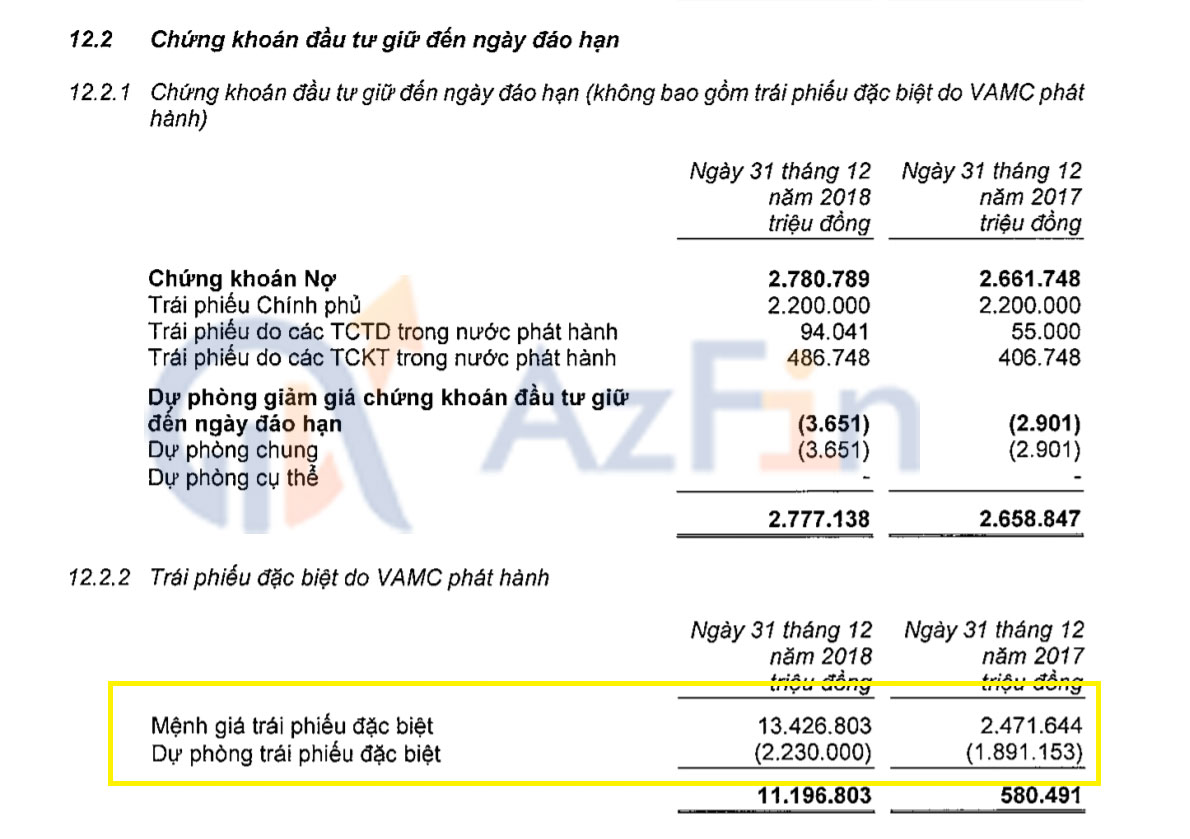 12.2 Chứng khoán đầu tư giữ đến ngày đáo hạn
12.2.1 Chứng khoán đầu tư giữ đến ngày đáo hạn (không bao gồm trái phiếu đặc biệt do VAMC phát
hành)
Ngày 31 tháng 12 Ngày 31 tháng 12
năm 2018 năm 2017
triệu đồng triệu đồng
Chứng khoán Nợ 2.780.789 2.661.748
Trái phiếu Chính phủ 2.200.000 2.200.000
Trái phiếu do các TCTD trong nước phát hành 94.041 55.000
Trái phiếu do các TCKT trong nước phát hành 486.748 406.748
Dự phòng giảm giá chứng khoán đầu tư giữ
đến ngày đáo hạn (3.651) (2.901)
Dự phòng chung (3.651) (2.901)
Dự phòng cụ thể - -
2.777.138 2.658.847
AzFin
12.2.2 Trái phiếu đặc biệt do VAMC phát hành
Ngày 31 tháng 12 Ngày 31 tháng 12
năm 2018 năm 2017
triệu đồng triệu đồng
Mệnh giá trái phiếu đặc biệt 13.426.803 2.471.644
Dự phòng trái phiếu đặc biệt (2.230.000) (1.891.153)
11.196.803 580.491